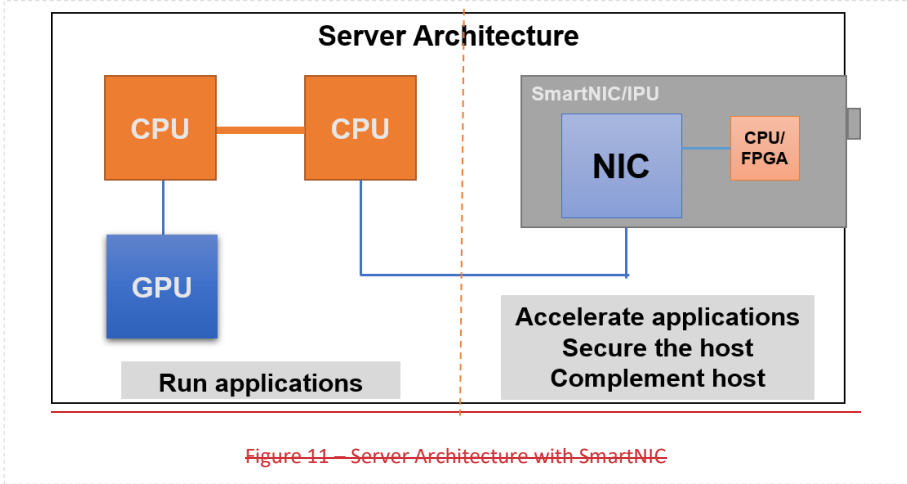 Server Architecture
CPU
CPU
GPU
Run applications
SmartNIC/IPU
NIC
CPU/
FPGA
Accelerate applications
Secure the host
Complement host
Figure 11 – Server Architecture with SmartNIC